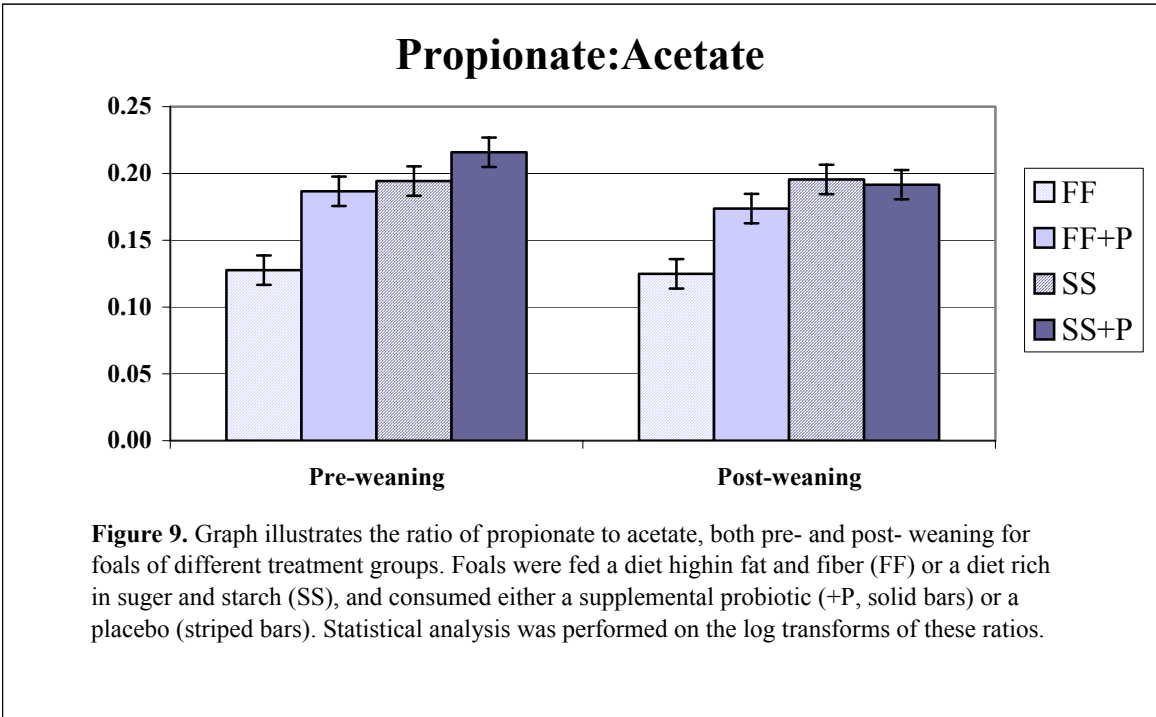 Propionate:Acetate
0.25
0.20
0.15
0.10
0.05
0.00
Pre-weaning
Post-weaning
FF
FF+P
SS
SS+P
Figure 9. Graph illustrates the ratio of propionate to acetate, both pre- and post- weaning for
foals of different treatment groups. Foals were fed a diet highin fat and fiber (FF) or a diet rich
in suger and starch (SS), and consumed either a supplemental probiotic (+P, solid bars) or a
placebo (striped bars). Statistical analysis was performed on the log transforms of these ratios.